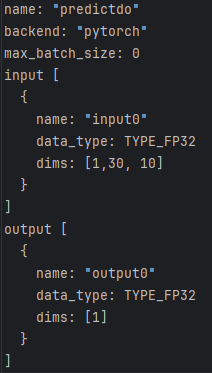 name: "predictdo"
backend: "pytorch"
max_batch_size: 0
input [
  {
    name: "input0"
    data_type: TYPE_FP32
    dims: [1,30, 10]
  }
]
output [
  {
    name: "output0"
    data_type: TYPE_FP32
    dims: [1]
  }
]